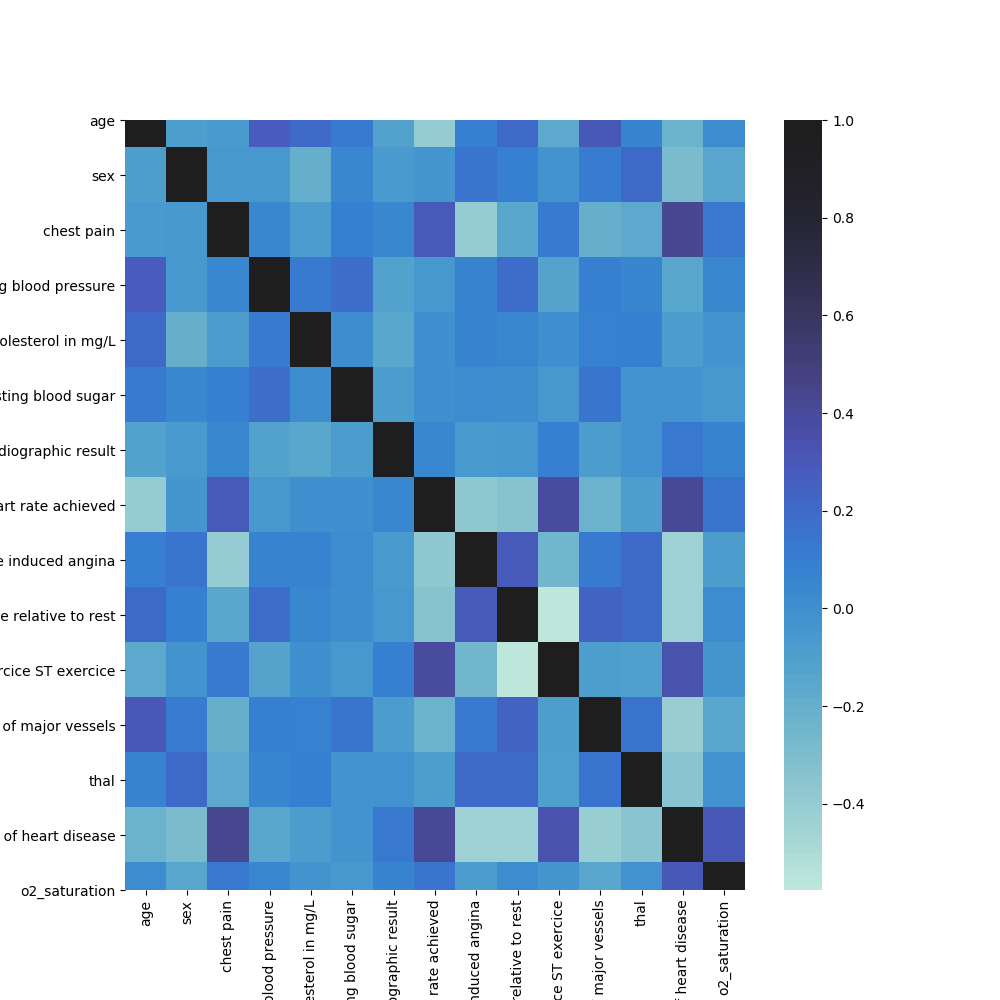 age
sex
chest pain
g blood pressure
olesterol in mg/L
sting blood sugar
diographic result
art rate achieved
e induced angina
e relative to rest
rcice ST exercice
of major vessels
thal
of heart disease
o2_saturation
age
sex
chest pain
blood pressure
esterol in mg/L
ng blood sugar
ographic result
rate achieved
nduced angina
relative to rest
ce ST exercice
major vessels
thal
f heart disease
o2_saturation
1.0
0.8
0.6
0.4
0.2
0.0
−0.2
−0.4